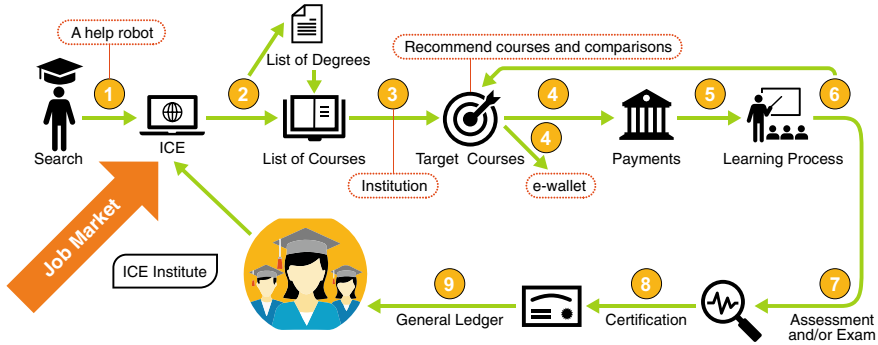 A help robot
1
2
3
4
4
5
6
Search
ICE
List of Degrees
List of Courses
Recommend courses and comparisons
Target Courses
Institution
e-wallet
Payments
Learning Process
Job Market
ICE Institute
9
8
7
General Ledger
Certification
Assessment
and/or Exam